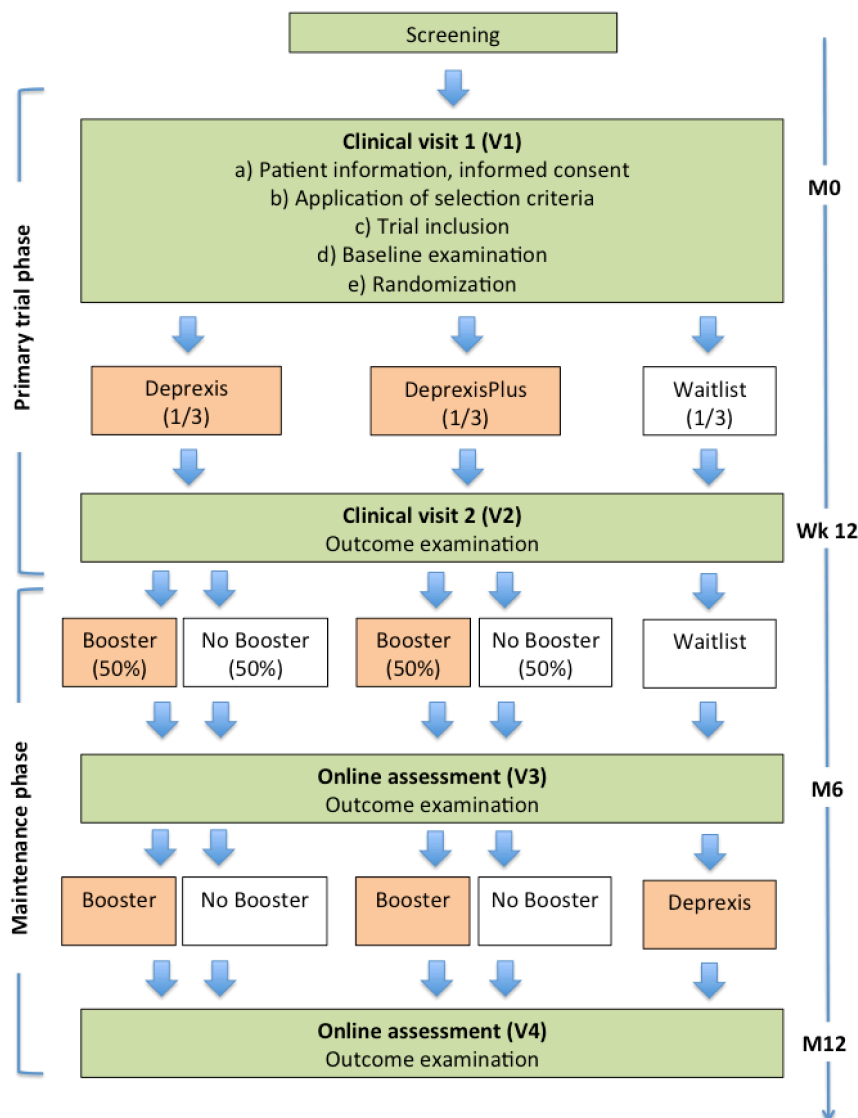 Screening
Clinical visit 1 (V1)
a) Patient information, informed consent
b) Application of selection criteria
c) Trial inclusion
d) Baseline examination
e) Randomization
M0
Primary trial phase
Deprexis
(1/3)
DeprexisPlus
(1/3)
Waitlist
(1/3)
Clinical visit 2 (V2)
Outcome examination
Wk 12
Booster
(50%)
No Booster
(50%)
Booster
(50%)
No Booster
(50%)
Waitlist
Maintenance phase
Online assessment (V3)
Outcome examination
M6
Booster
No Booster
Booster
No Booster
Deprexis
Online assessment (V4)
Outcome examination
M12